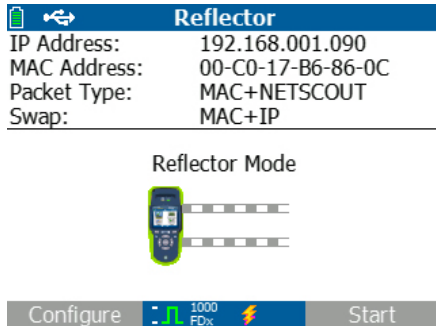 Reflector
IP Address: 192.168.001.090
MAC Address: 00-C0-17-B6-86-0C
Packet Type: MAC+NETSCOUT
Swap: MAC+IP
Reflector Mode
Configure 1000 FDx Start